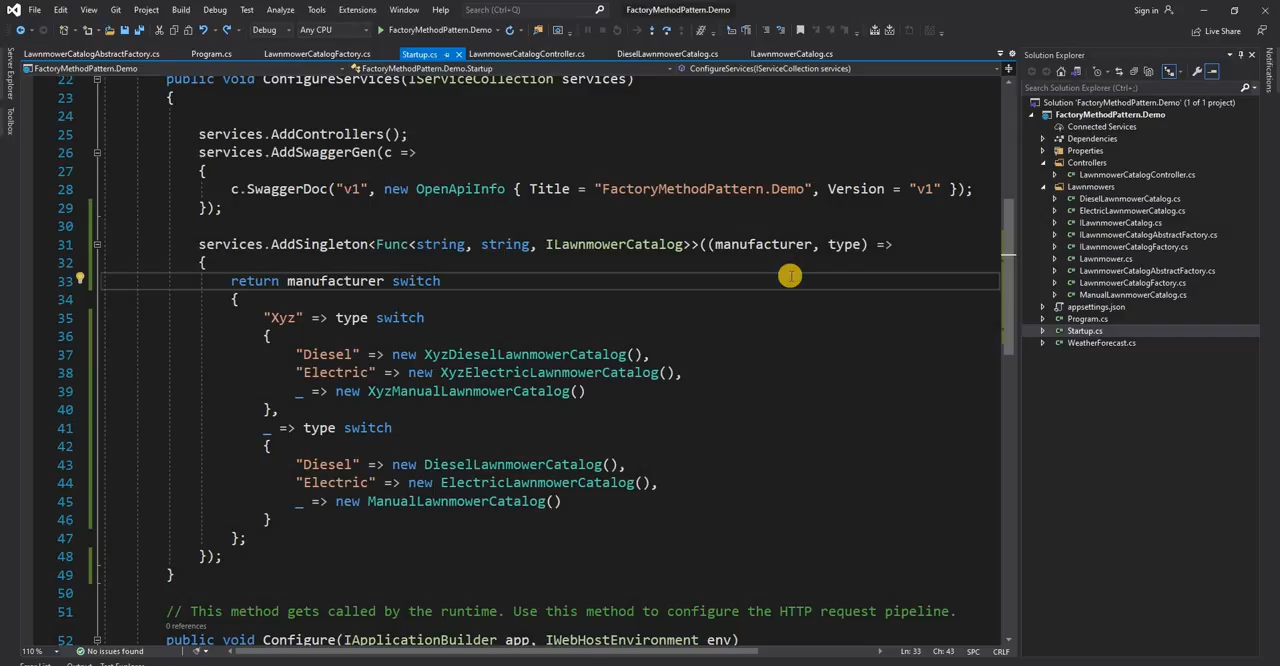 File Edit View Git Project Build Debug Test Analyze Tools Extensions Window Help Search (Ctrl+Q) FactoryMethodPattern.Demo Sign in
Debug Any CPU FactoryMethodPattern.Demo Live Share
LawnmowerCatalogAbstractFactory.cs Program.cs LawnmowerCatalogFactory.cs Startup.cs LawnmowerCatalogController.cs DieselLawnmowerCatalog.cs ILawnmowerCatalog.cs
FactoryMethodPattern.Demo FactoryMethodPattern.Demo.Startup ConfigureServices(IServiceCollection services)
22 public void ConfigureServices(IServiceCollection services)
23 {
24
25 services.AddControllers();
26 services.AddSwaggerGen(c =>
27 {
28 c.SwaggerDoc("v1", new OpenApiInfo { Title = "FactoryMethodPattern.Demo", Version = "v1" });
29 });
30
31 services.AddSingleton<Func<string, string, ILawnmowerCatalog>>((manufacturer, type) =>
32 {
33 return manufacturer switch
34 {
35 "Xyz" => type switch
36 {
37 "Diesel" => new XyzDieselLawnmowerCatalog(),
38 "Electric" => new XyzElectricLawnmowerCatalog(),
39 _ => new XyzManualLawnmowerCatalog()
40 },
41 _ => type switch
42 {
43 "Diesel" => new DieselLawnmowerCatalog(),
44 "Electric" => new ElectricLawnmowerCatalog(),
45 _ => new ManualLawnmowerCatalog()
46 }
47 };
48 });
49 }
50
51 // This method gets called by the runtime. Use this method to configure the HTTP request pipeline.
0 references
52 public void Configure(IApplicationBuilder app, IWebHostEnvironment env)
110 % No issues found Ln: 33 Ch: 43 SPC CRLF
Error List Test Explorer
Server Explorer
Toolbox
Solution Explorer
Search Solution Explorer (Ctrl+;)
Solution 'FactoryMethodPattern.Demo' (1 of 1 project)
FactoryMethodPattern.Demo
Connected Services
Dependencies
Properties
Controllers
LawnmowerCatalogController.cs
Lawnmowers
DieselLawnmowerCatalog.cs
ElectricLawnmowerCatalog.cs
ILawnmowerCatalog.cs
ILawnmowerCatalogAbstractFactory.cs
ILawnmowerCatalogFactory.cs
Lawnmower.cs
LawnmowerCatalogAbstractFactory.cs
LawnmowerCatalogFactory.cs
ManualLawnmowerCatalog.cs
appsettings.json
Program.cs
Startup.cs
WeatherForecast.cs
Notifications